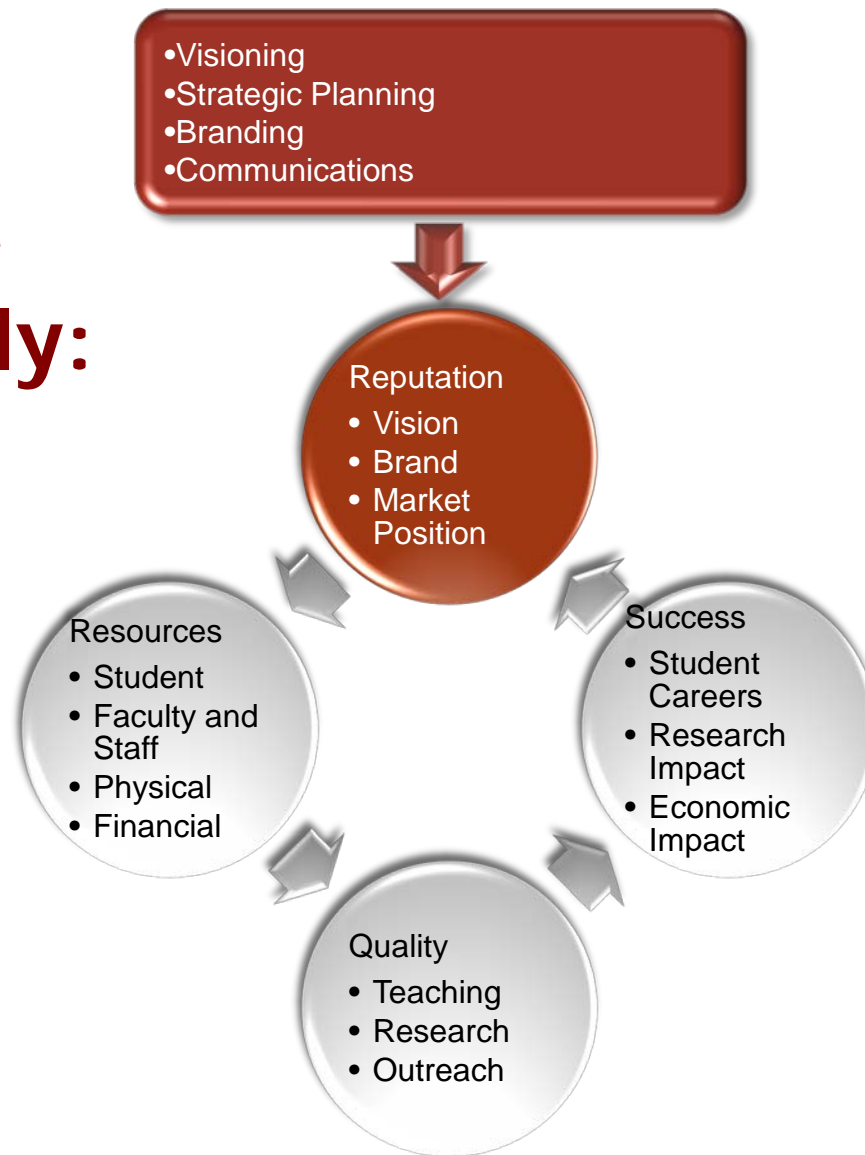 •Visioning
•Strategic Planning
•Branding
•Communications
ly:
Reputation
• Vision
• Brand
• Market
Position
Resources
• Student
• Faculty and
Staff
• Physical
• Financial
Success
• Student
Careers
• Research
Impact
• Economic
Impact
Quality
• Teaching
• Research
• Outreach